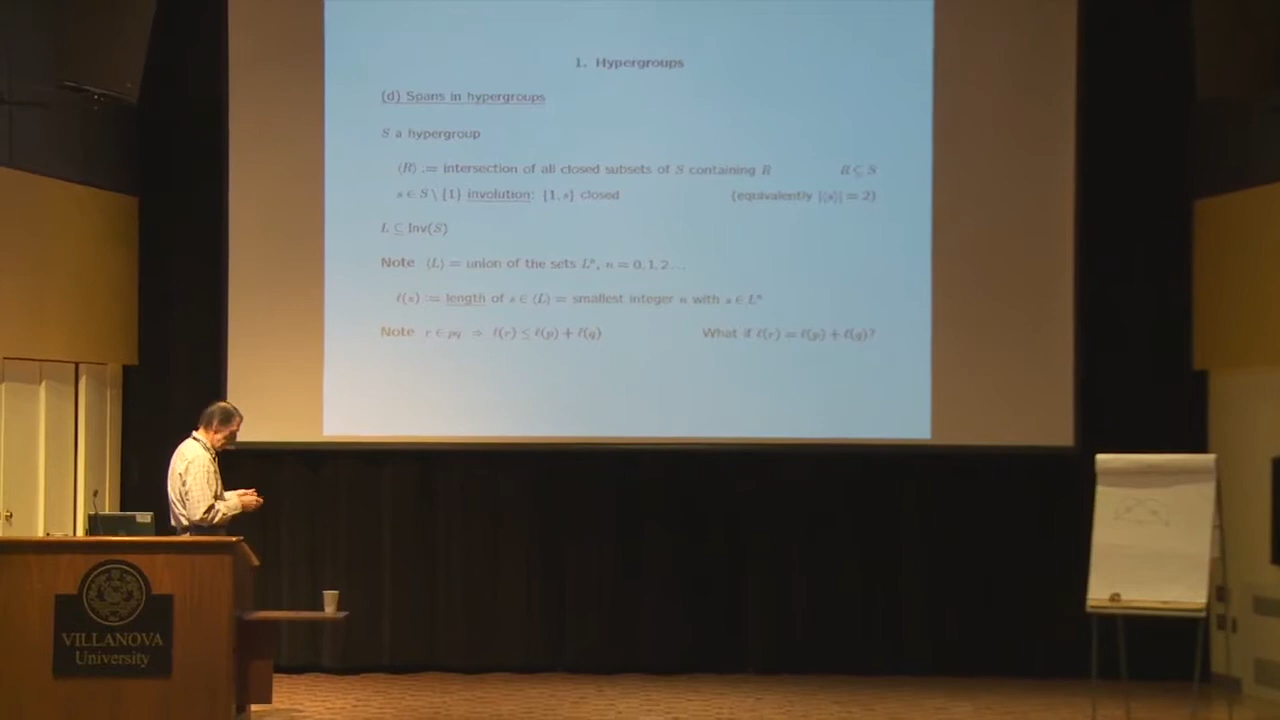 1. Hypergroups
(d) Spans in hypergroups
S a hypergroup
⟨R⟩ := intersection of all closed subsets of S containing R R ⊆ S
s ∈ S \ {1} involution: {1, s} closed (equivalently |⟨s⟩| = 2)
L ⊆ Inv(S)
Note ⟨L⟩ = union of the sets Lⁿ, n = 0, 1, 2 ...
ℓ(s) := length of s ∈ ⟨L⟩ = smallest integer n with s ∈ Lⁿ
Note r ∈ pq ⇒ ℓ(r) ≤ ℓ(p) + ℓ(q) What if ℓ(r) = ℓ(p) + ℓ(q)?
VILLANOVA
University